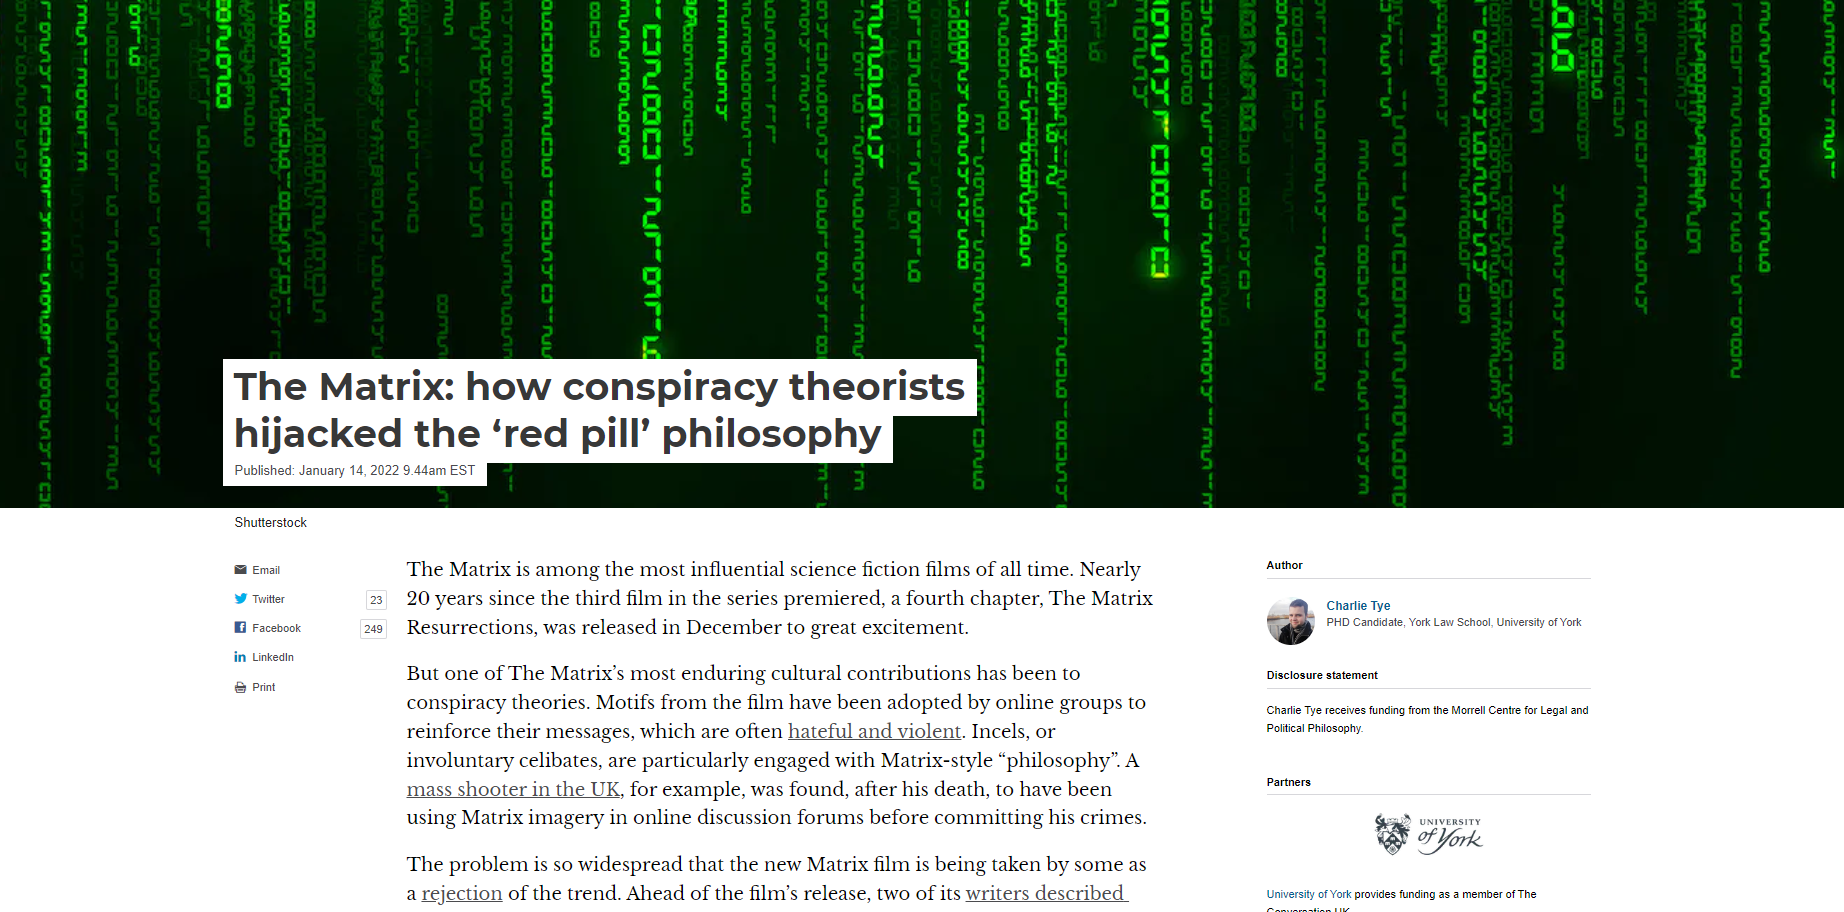 The Matrix: how conspiracy theorists
hijacked the ‘red pill’ philosophy
Published: January 14, 2022 9.44am EST
Shutterstock
Email
Twitter
23
Facebook
249
LinkedIn
Print
The Matrix is among the most influential science fiction films of all time. Nearly
20 years since the third film in the series premiered, a fourth chapter, The Matrix
Resurrections, was released in December to great excitement.
But one of The Matrix’s most enduring cultural contributions has been to
conspiracy theories. Motifs from the film have been adopted by online groups to
reinforce their messages, which are often hateful and violent. Incels, or
involuntary celibates, are particularly engaged with Matrix-style “philosophy”. A
mass shooter in the UK, for example, was found, after his death, to have been
using Matrix imagery in online discussion forums before committing his crimes.
The problem is so widespread that the new Matrix film is being taken by some as
a rejection of the trend. Ahead of the film’s release, two of its writers described
Author
Charlie Tye
PHD Candidate, York Law School, University of York
Disclosure statement
Charlie Tye receives funding from the Morrell Centre for Legal and
Political Philosophy.
Partners
UNIVERSITY
of York
University of York provides funding as a member of The
Conversation UK.